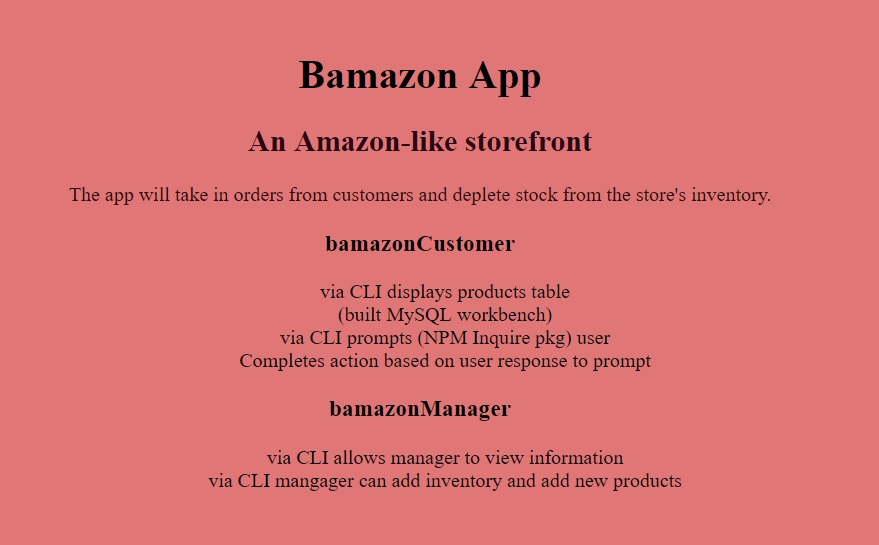 Bamazon App
An Amazon-like storefront
The app will take in orders from customers and deplete stock from the store's inventory.
bamazonCustomer
via CLI displays products table
(built MySQL workbench)
via CLI prompts (NPM Inquire pkg) user
Completes action based on user response to prompt
bamazonManager
via CLI allows manager to view information
via CLI mangager can add inventory and add new products